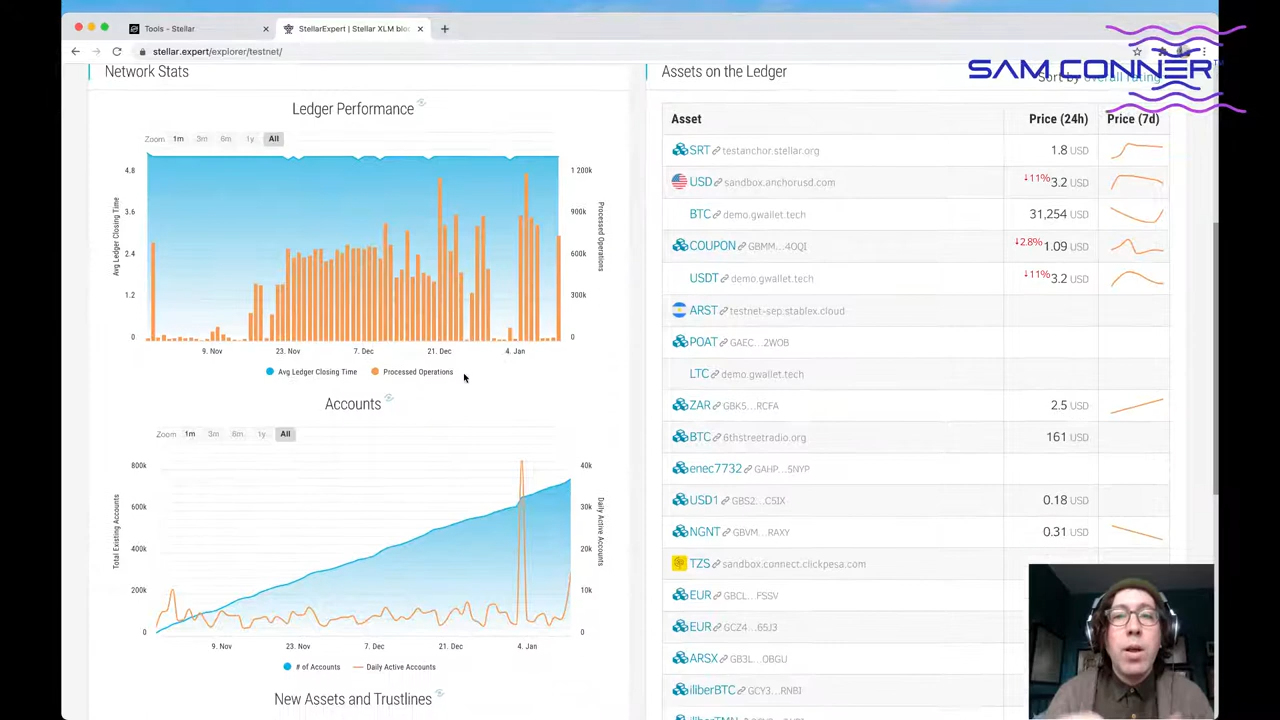 Tools - Stellar
StellarExpert | Stellar XLM blo
stellar.expert/explorer/testnet/
SAM CONNER
Network Stats
Ledger Performance
Zoom 1m 3m 6m 1y All
4.8
3.6
2.4
1.2
0
Avg Ledger Closing Time
1 200k
900k
600k
300k
0
Processed Operations
9. Nov 23. Nov 7. Dec 21. Dec 4. Jan
Avg Ledger Closing Time Processed Operations
Accounts
Zoom 1m 3m 6m 1y All
800k
600k
400k
200k
0
Total Existing Accounts
40k
30k
20k
10k
0
Daily Active Accounts
9. Nov 23. Nov 7. Dec 21. Dec 4. Jan
# of Accounts Daily Active Accounts
New Assets and Trustlines
Assets on the Ledger
Sort by Overall rating
Asset Price (24h) Price (7d)
SRT testanchor.stellar.org 1.8 USD
USD sandbox.anchorusd.com ↓11% 3.2 USD
BTC demo.gwallet.tech 31,254 USD
COUPON GBMM...4OQI ↓2.8% 1.09 USD
USDT demo.gwallet.tech ↓11% 3.2 USD
ARST testnet-sep.stablex.cloud
POAT GAEC...2WOB
LTC demo.gwallet.tech
ZAR GBK5...RCFA 2.5 USD
BTC 6thstreetradio.org 161 USD
enec7732 GAHP...5NYP
USD1 GBS2...C5IX 0.18 USD
NGNT GBVM...RAXY 0.31 USD
TZS sandbox.connect.clickpesa.com
EUR GBCL...FSSV
EUR GCZ4...65J3
ARSX GB3L...OBGU
iliberBTC GCY3...RNBI